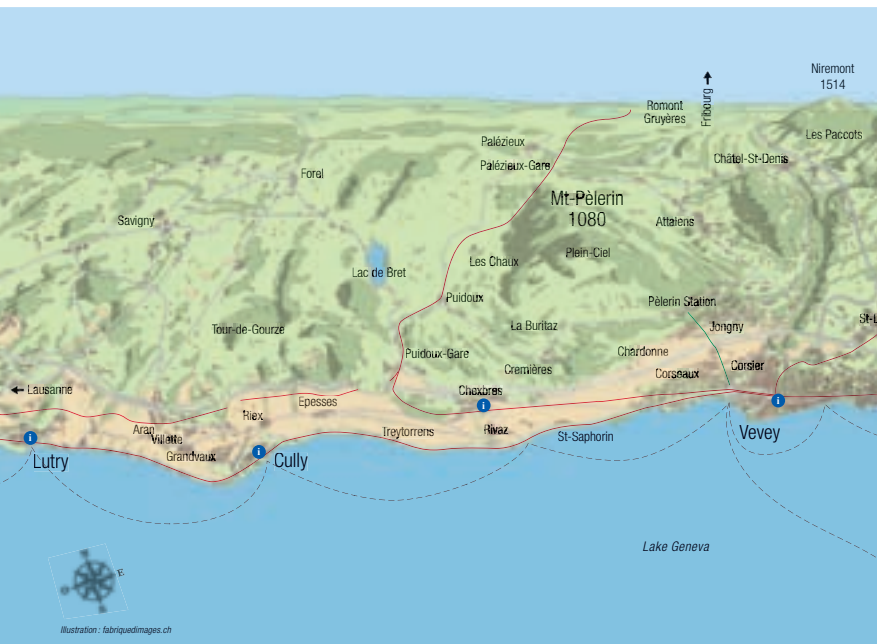 Niremont
1514
Fribourg
Romont
Gruyères
Les Paccots
Palézieux
Palézieux-Gare
Châtel-St-Denis
Forel
Mt-Pèlerin
1080
Savigny
Attalens
Plein-Ciel
Les Chaux
Lac de Bret
Puidoux
Pèlerin Station
La Buritaz
Jongny
Tour-de-Gourze
Puidoux-Gare
Chardonne
Cremières
Corseaux
Corsier
Lausanne
Chexbres
Epesses
Riex
Aran
Villette
Treytorrens
Rivaz
St-Saphorin
Vevey
Grandvaux
Lutry
Cully
Lake Geneva
E
Illustration : fabriquedimages.ch